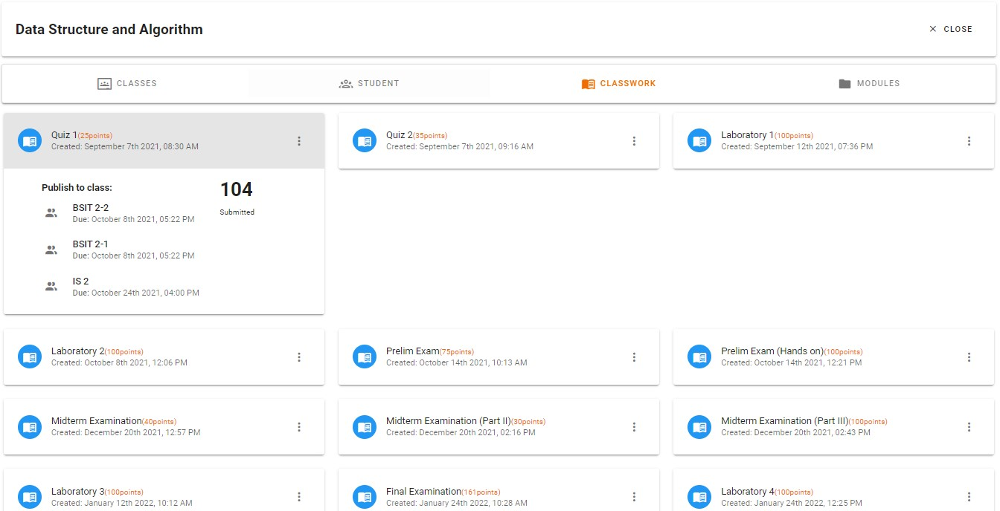 Data Structure and Algorithm
CLOSE
CLASSES
STUDENT
CLASSWORK
MODULES
Quiz 1(25points)
Created: September 7th 2021, 08:30 AM
Quiz 2(35points)
Created: September 7th 2021, 09:16 AM
Laboratory 1(100points)
Created: September 12th 2021, 07:36 PM
Publish to class:
104
Submitted
BSIT 2-2
Due: October 8th 2021, 05:22 PM
BSIT 2-1
Due: October 8th 2021, 05:22 PM
IS 2
Due: October 24th 2021, 04:00 PM
Laboratory 2(100points)
Created: October 8th 2021, 12:06 PM
Prelim Exam(75points)
Created: October 14th 2021, 10:13 AM
Prelim Exam (Hands on)(100points)
Created: October 14th 2021, 12:21 PM
Midterm Examination(40points)
Created: December 20th 2021, 12:57 PM
Midterm Examination (Part II)(30points)
Created: December 20th 2021, 02:16 PM
Midterm Examination (Part III)(100points)
Created: December 20th 2021, 02:43 PM
Laboratory 3(100points)
Created: January 12th 2022, 10:12 AM
Final Examination(161points)
Created: January 24th 2022, 10:28 AM
Laboratory 4(100points)
Created: January 24th 2022, 12:25 PM